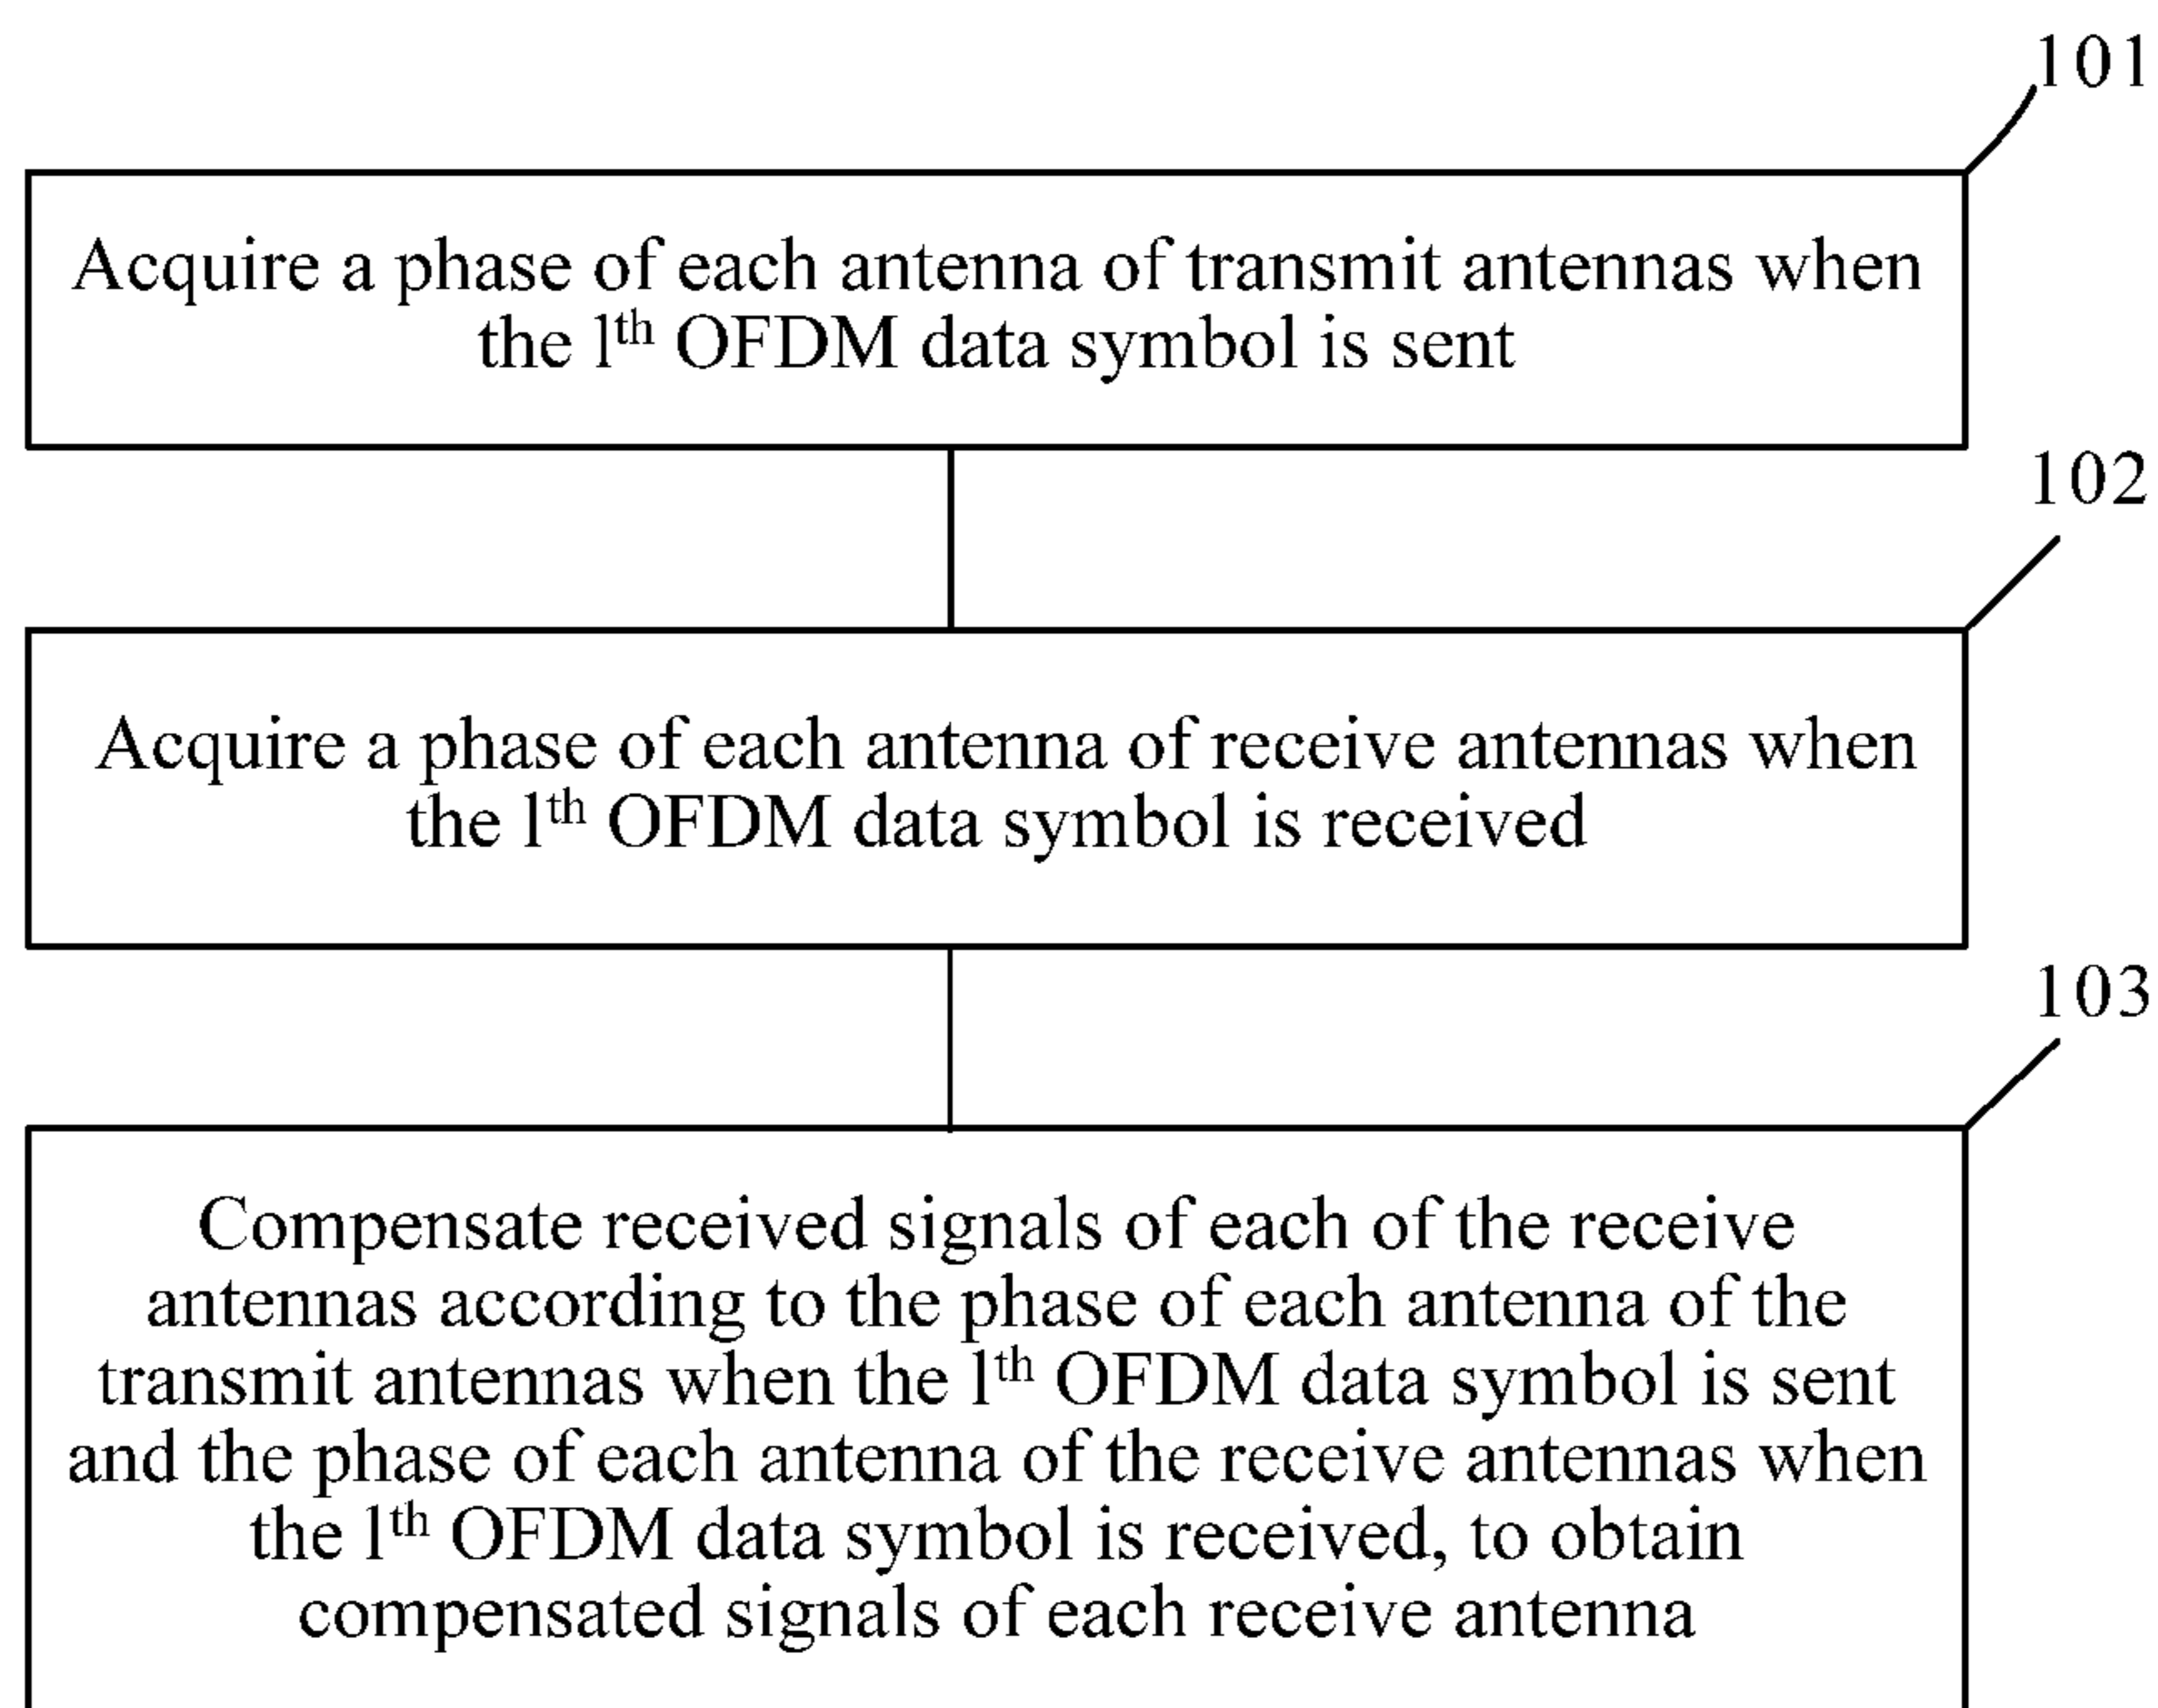 101
Acquire a phase of each antenna of transmit antennas when
the lth OFDM data symbol is sent
102
Acquire a phase of each antenna of receive antennas when
the lth OFDM data symbol is received
103
Compensate received signals of each of the receive
antennas according to the phase of each antenna of the
transmit antennas when the lth OFDM data symbol is sent
and the phase of each antenna of the receive antennas when
the lth OFDM data symbol is received, to obtain
compensated signals of each receive antenna